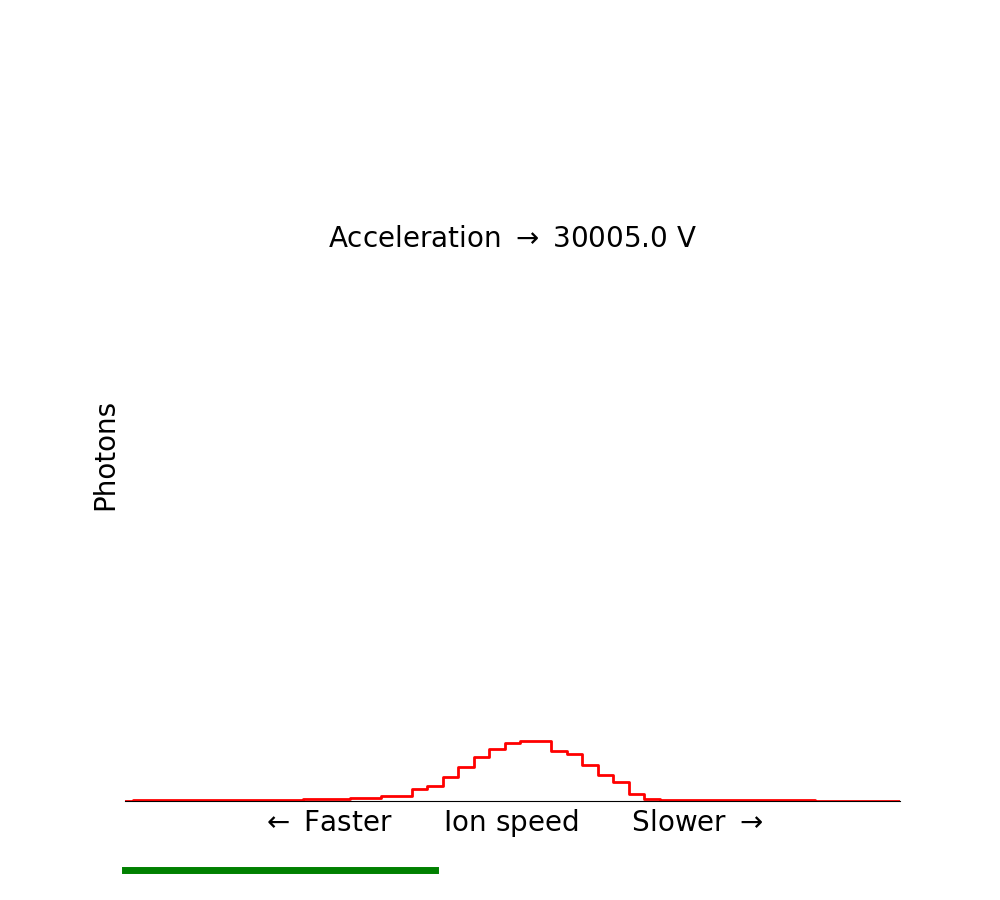 Acceleration → 30005.0 V
Photons
← Faster Ion speed Slower →